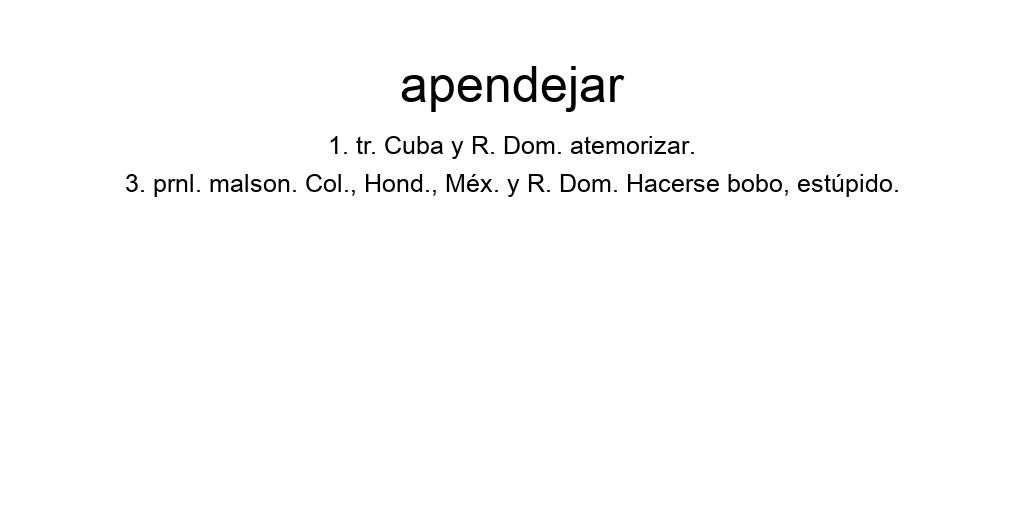 apendejar
1. tr. Cuba y R. Dom. atemorizar.
3. prnl. malson. Col., Hond., Méx. y R. Dom. Hacerse bobo, estúpido.